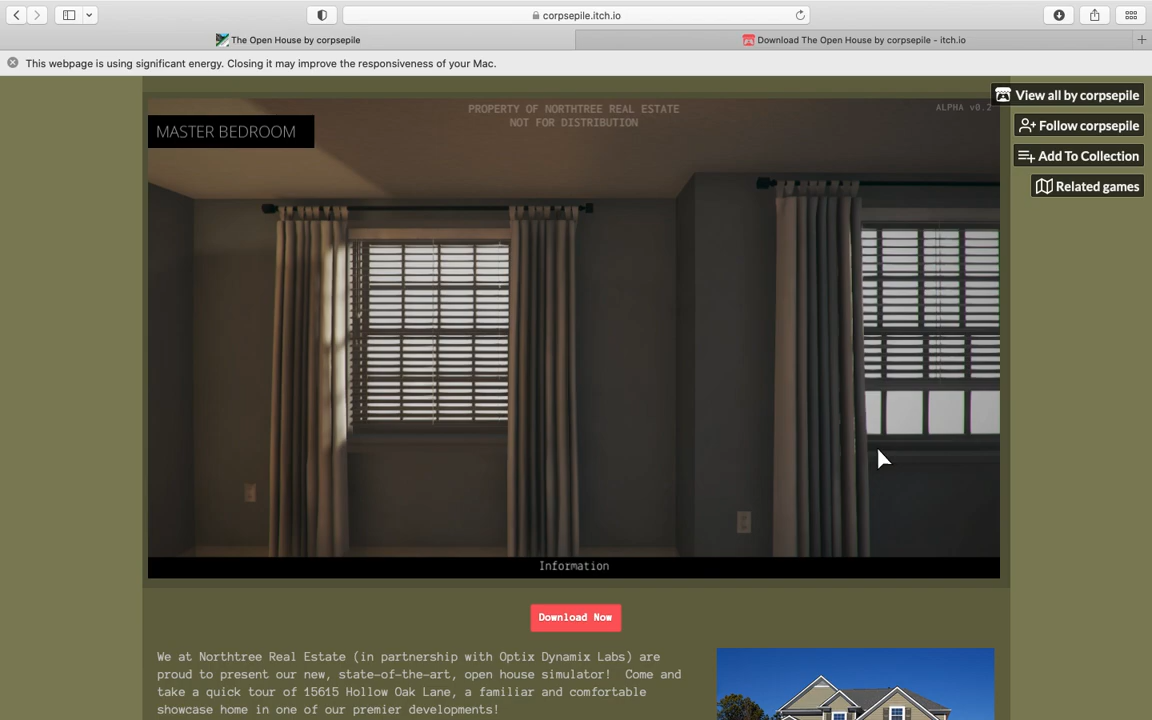 corpsepile.itch.io
The Open House by corpsepile
Download The Open House by corpsepile - itch.io
This webpage is using significant energy. Closing it may improve the responsiveness of your Mac.
View all by corpsepile
Follow corpsepile
Add To Collection
Related games
PROPERTY OF NORTHTREE REAL ESTATE
NOT FOR DISTRIBUTION
ALPHA v0.2
MASTER BEDROOM
Information
Download Now
We at Northtree Real Estate (in partnership with Optix Dynamix Labs) are
proud to present our new, state-of-the-art, open house simulator! Come and
take a quick tour of 15615 Hollow Oak Lane, a familiar and comfortable
showcase home in one of our premier developments!